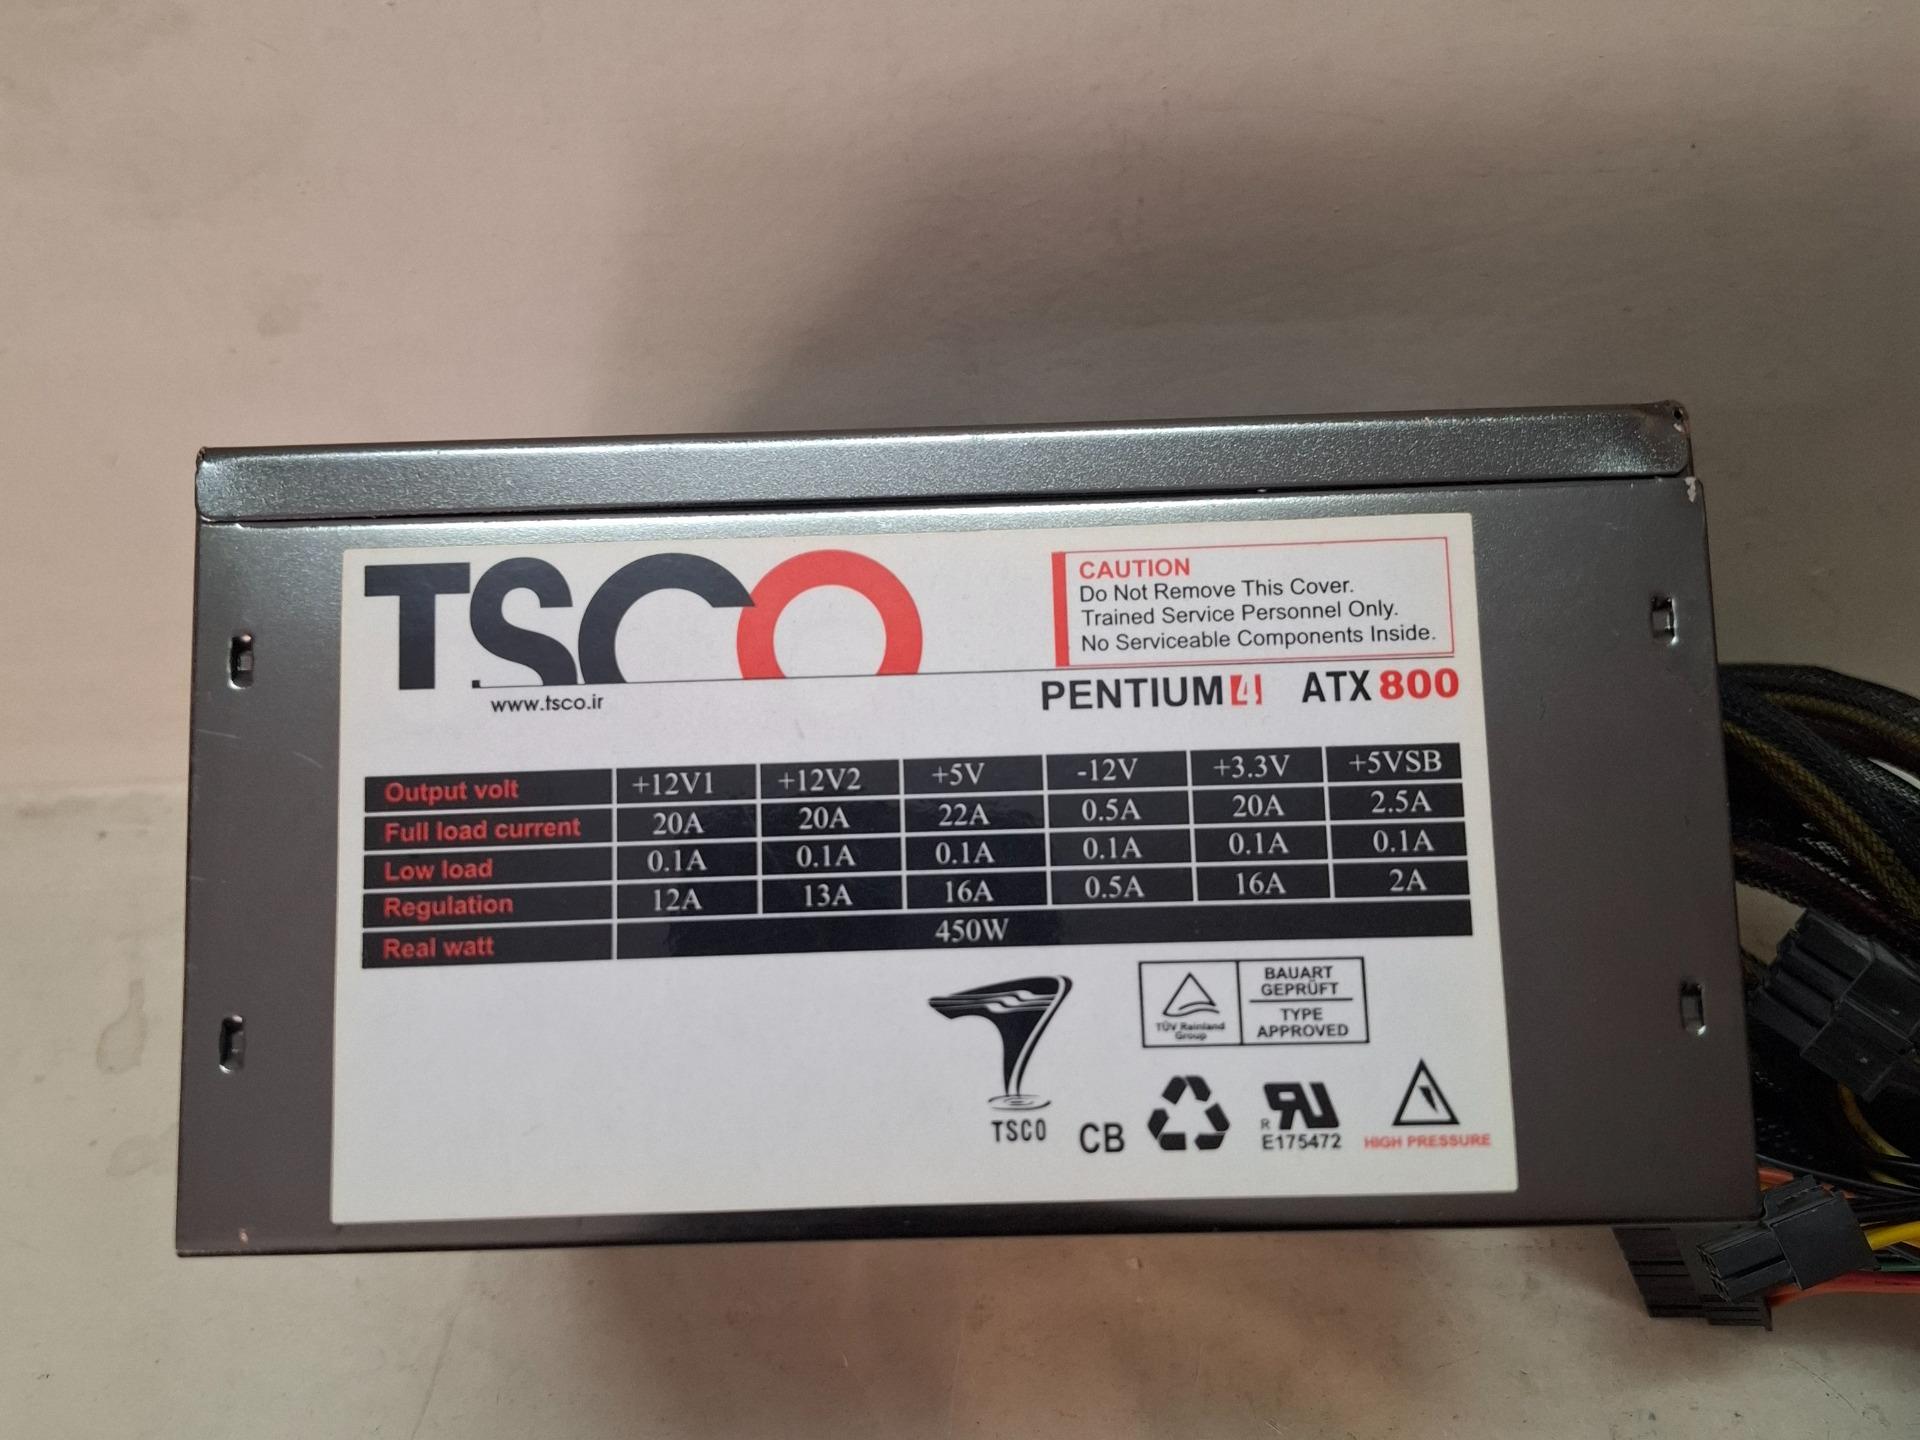 TSCO
www.tsco.ir
CAUTION
Do Not Remove This Cover.
Trained Service Personnel Only.
No Serviceable Components Inside.
PENTIUM 4 ATX 800
Output volt +12V1 +12V2 +5V -12V +3.3V +5VSB
Full load current 20A 20A 22A 0.5A 20A 2.5A
Low load 0.1A 0.1A 0.1A 0.1A 0.1A 0.1A
Regulation 12A 13A 16A 0.5A 16A 2A
Real watt 450W
TSCO
TÜV Rainland
Group
BAUART
GEPRÜFT
TYPE
APPROVED
CB
R
RU
E175472
HIGH PRESSURE